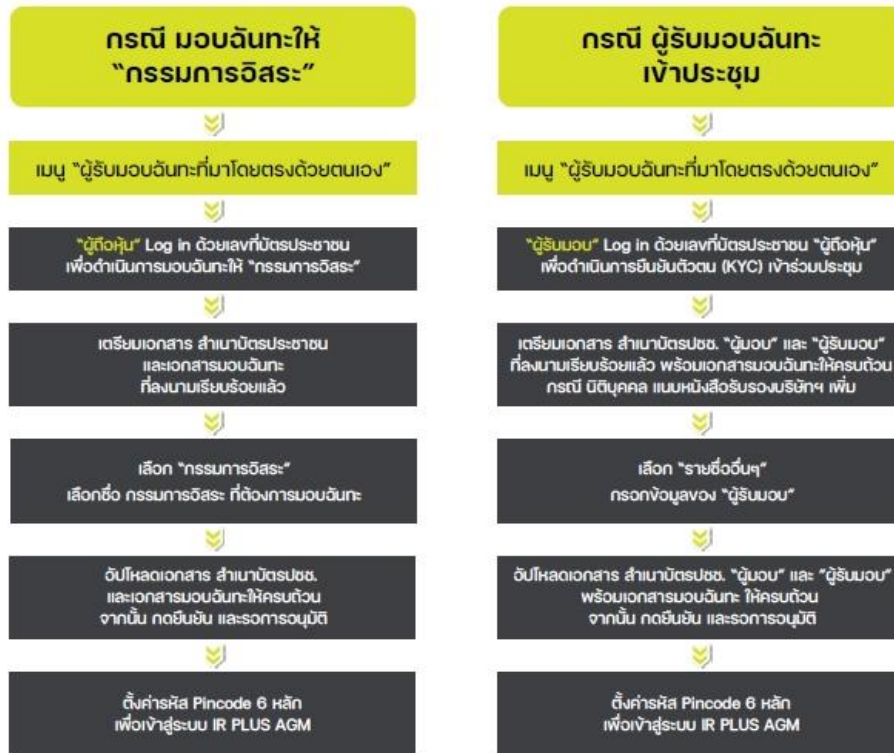 กรณี มอบฉันทะให้
“กรรมการอิสระ”
เมนู “ผู้รับมอบฉันทะที่มาโดยตรงด้วยตนเอง”
“ผู้ถือหุ้น” Log in ด้วยเลขที่บัตรประชาชน
เพื่อดำเนินการมอบฉันทะให้ “กรรมการอิสระ”
เตรียมเอกสาร สำเนาบัตรประชาชน
และเอกสารมอบฉันทะ
ที่ลงนามเรียบร้อยแล้ว
เลือก “กรรมการอิสระ”
เลือกชื่อ กรรมการอิสระ ที่ต้องการมอบฉันทะ
อัปโหลดเอกสาร สำเนาบัตรปชช.
และเอกสารมอบฉันทะให้ครบถ้วน
จากนั้น กดยืนยัน และรอการอนุมัติ
ตั้งค่ารหัส Pincode 6 หลัก
เพื่อเข้าสู่ระบบ IR PLUS AGM
กรณี ผู้รับมอบฉันทะ
เข้าประชุม
เมนู “ผู้รับมอบฉันทะที่มาโดยตรงด้วยตนเอง”
“ผู้รับมอบ” Log in ด้วยเลขที่บัตรประชาชน “ผู้ถือหุ้น”
เพื่อดำเนินการยืนยันตัวตน (KYC) เข้าร่วมประชุม
เตรียมเอกสาร สำเนาบัตรปชช. “ผู้มอบ” และ “ผู้รับมอบ”
ที่ลงนามเรียบร้อยแล้ว พร้อมเอกสารมอบฉันทะให้ครบถ้วน
กรณี นิติบุคคล แนบหนังสือรับรองบริษัทฯ เพิ่ม
เลือก “รายชื่ออื่นๆ”
กรอกข้อมูลของ “ผู้รับมอบ”
อัปโหลดเอกสาร สำเนาบัตรปชช. “ผู้มอบ” และ “ผู้รับมอบ”
พร้อมเอกสารมอบฉันทะ ให้ครบถ้วน
จากนั้น กดยืนยัน และรอการอนุมัติ
ตั้งค่ารหัส Pincode 6 หลัก
เพื่อเข้าสู่ระบบ IR PLUS AGM